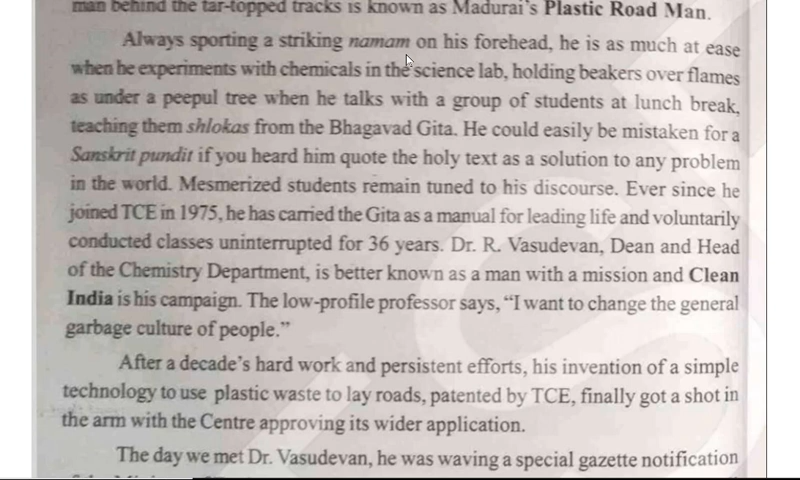 man behind the tar-topped tracks is known as Madurai's Plastic Road Man.
Always sporting a striking namam on his forehead, he is as much at ease
when he experiments with chemicals in the science lab, holding beakers over flames
as under a peepul tree when he talks with a group of students at lunch break,
teaching them shlokas from the Bhagavad Gita. He could easily be mistaken for a
Sanskrit pundit if you heard him quote the holy text as a solution to any problem
in the world. Mesmerized students remain tuned to his discourse. Ever since he
joined TCE in 1975, he has carried the Gita as a manual for leading life and voluntarily
conducted classes uninterrupted for 36 years. Dr. R. Vasudevan, Dean and Head
of the Chemistry Department, is better known as a man with a mission and Clean
India is his campaign. The low-profile professor says, “I want to change the general
garbage culture of people.”
After a decade's hard work and persistent efforts, his invention of a simple
technology to use plastic waste to lay roads, patented by TCE, finally got a shot in
the arm with the Centre approving its wider application.
The day we met Dr. Vasudevan, he was waving a special gazette notification